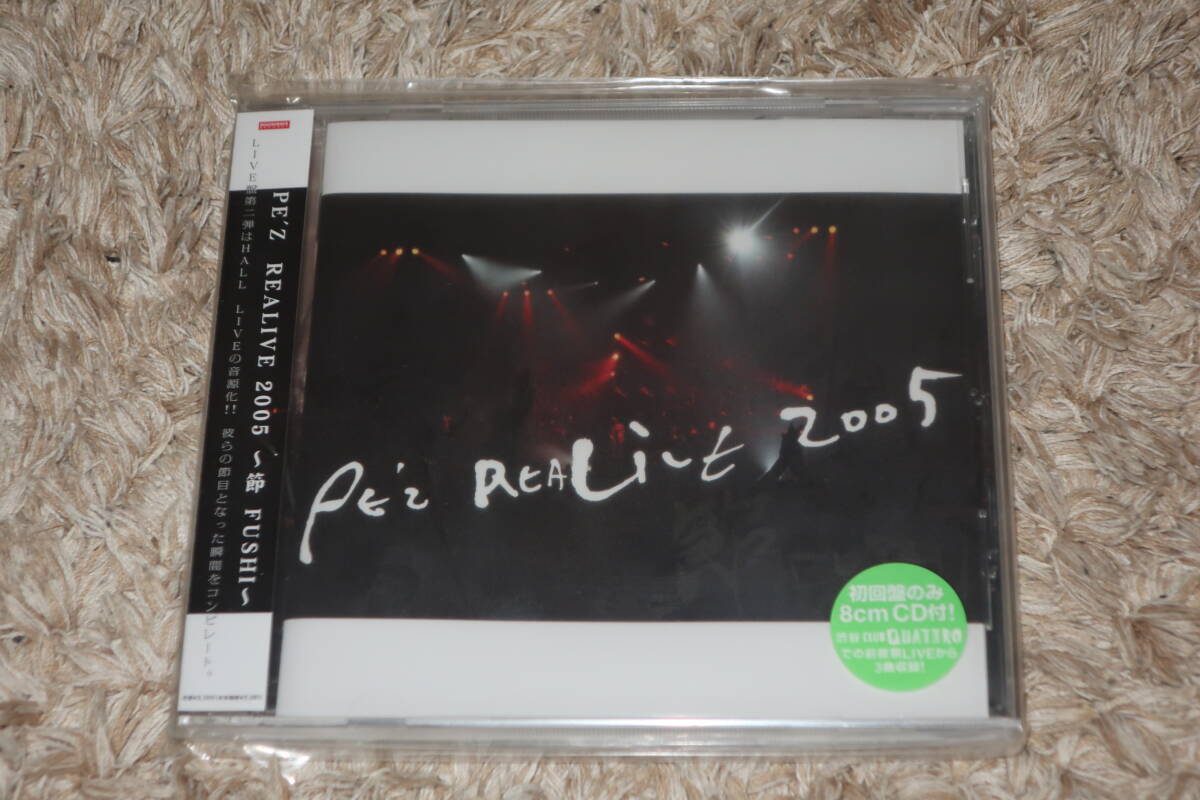 PE'Z REALIVE 2005 ～節 FUSHI～
LIVE盤第二弾はHALL LIVEの音源化!! 彼らの節目となった瞬間をコンピレート。
Pe'z REALive 2005
初回盤のみ
8cm CD付!
渋谷 CLUB QUATTRO
での前夜祭LIVEから
3曲収録!